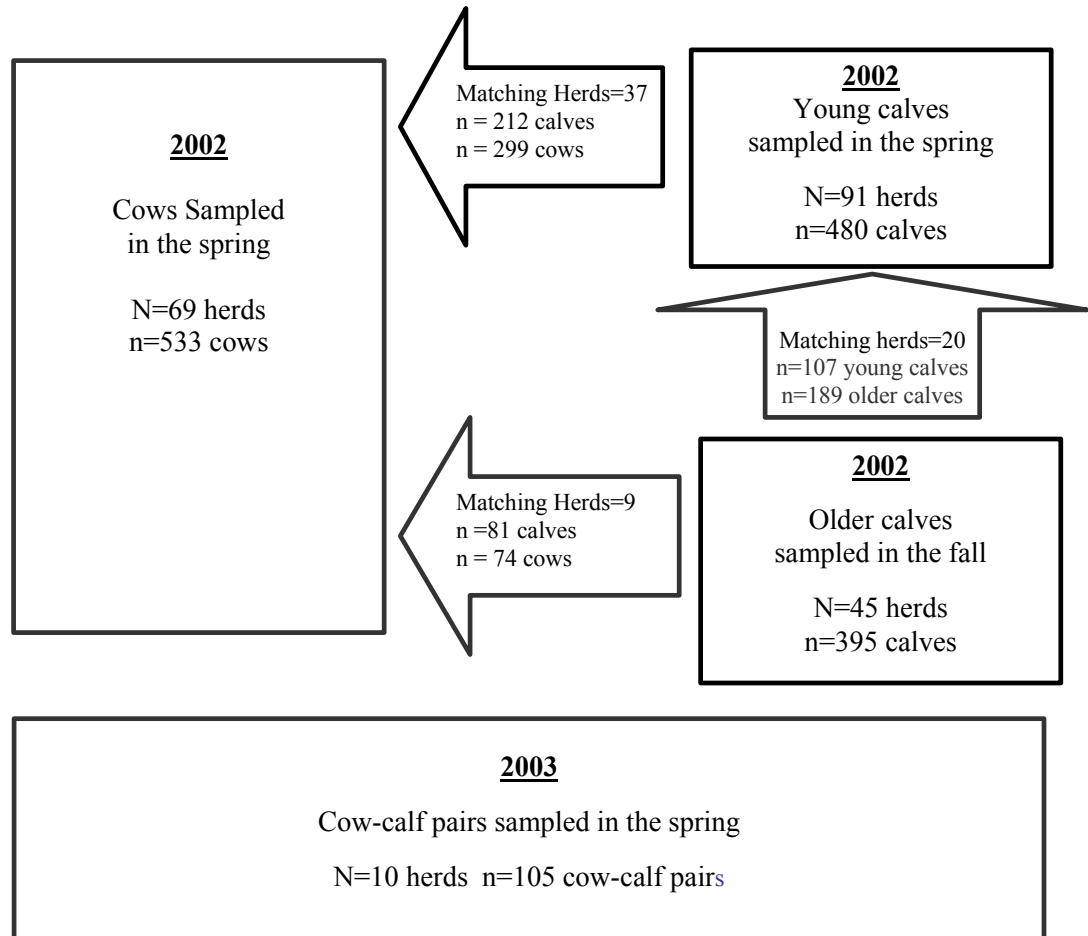 2002
Cows Sampled
in the spring
N=69 herds
n=533 cows
Matching Herds=37
n = 212 calves
n = 299 cows
2002
Young calves
sampled in the spring
N=91 herds
n=480 calves
Matching herds=20
n=107 young calves
n=189 older calves
Matching Herds=9
n =81 calves
n = 74 cows
2002
Older calves
sampled in the fall
N=45 herds
n=395 calves
2003
Cow-calf pairs sampled in the spring
N=10 herds  n=105 cow-calf pairs